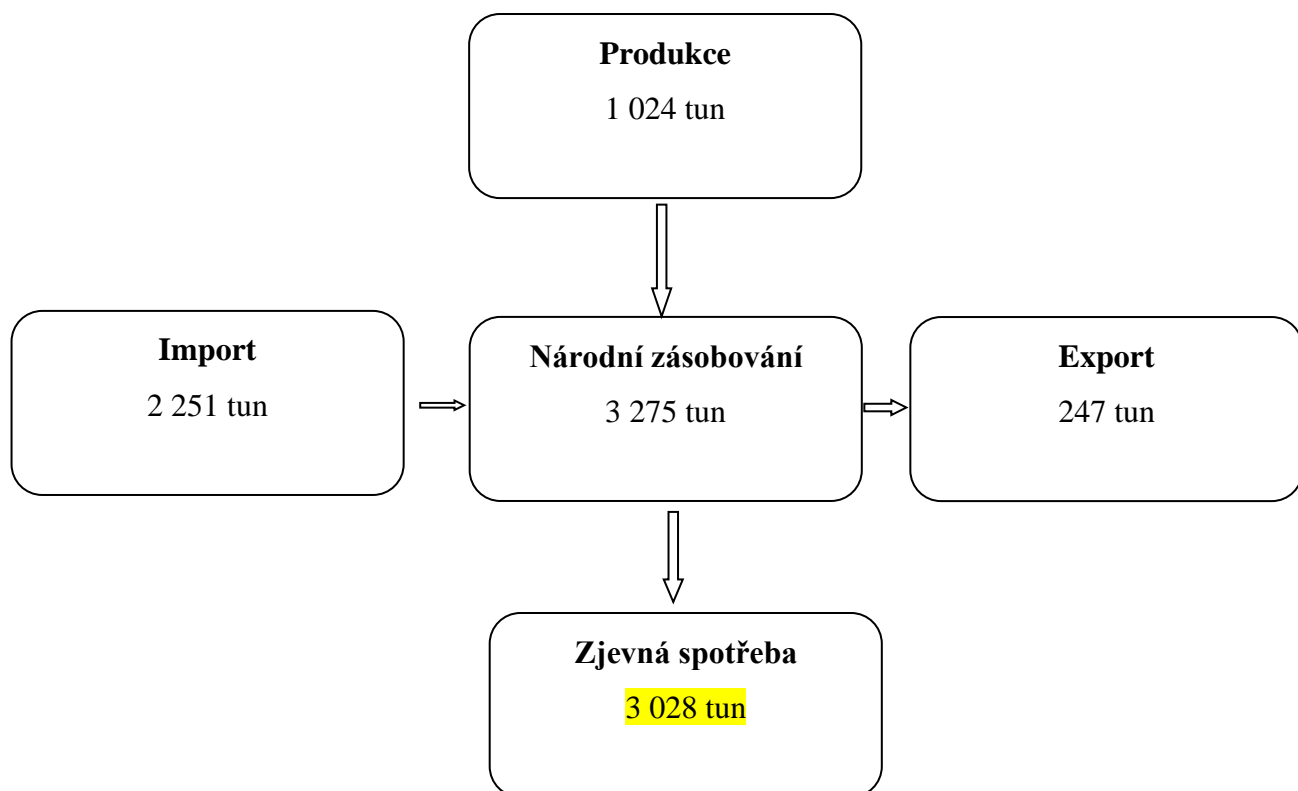 Produkce
1 024 tun
Import
2 251 tun
Národní zásobování
3 275 tun
Export
247 tun
Zjevná spotřeba
3 028 tun